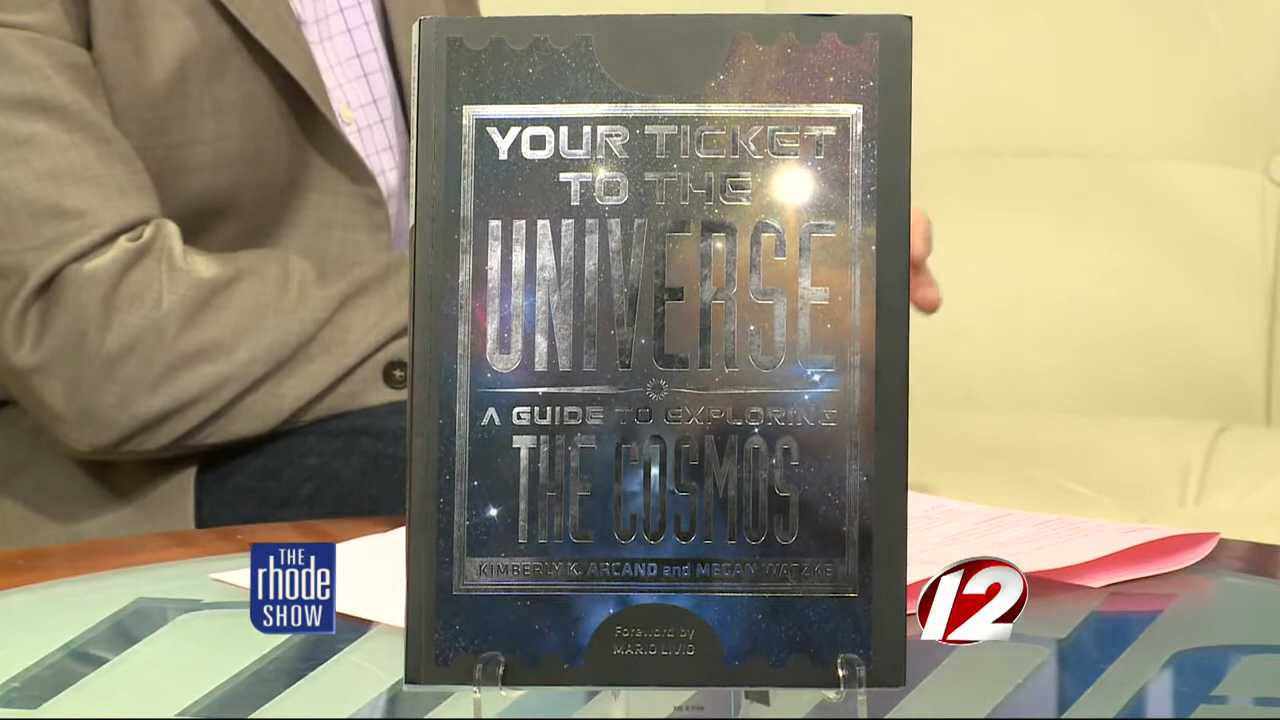 YOUR TICKET
TO THE
UNIVERSE
A GUIDE TO EXPLORING
THE COSMOS
KIMBERLY K. ARCAND and MEGAN WATZKE
Foreword by
MARIO LIVIO
THE
rhode
SHOW
12